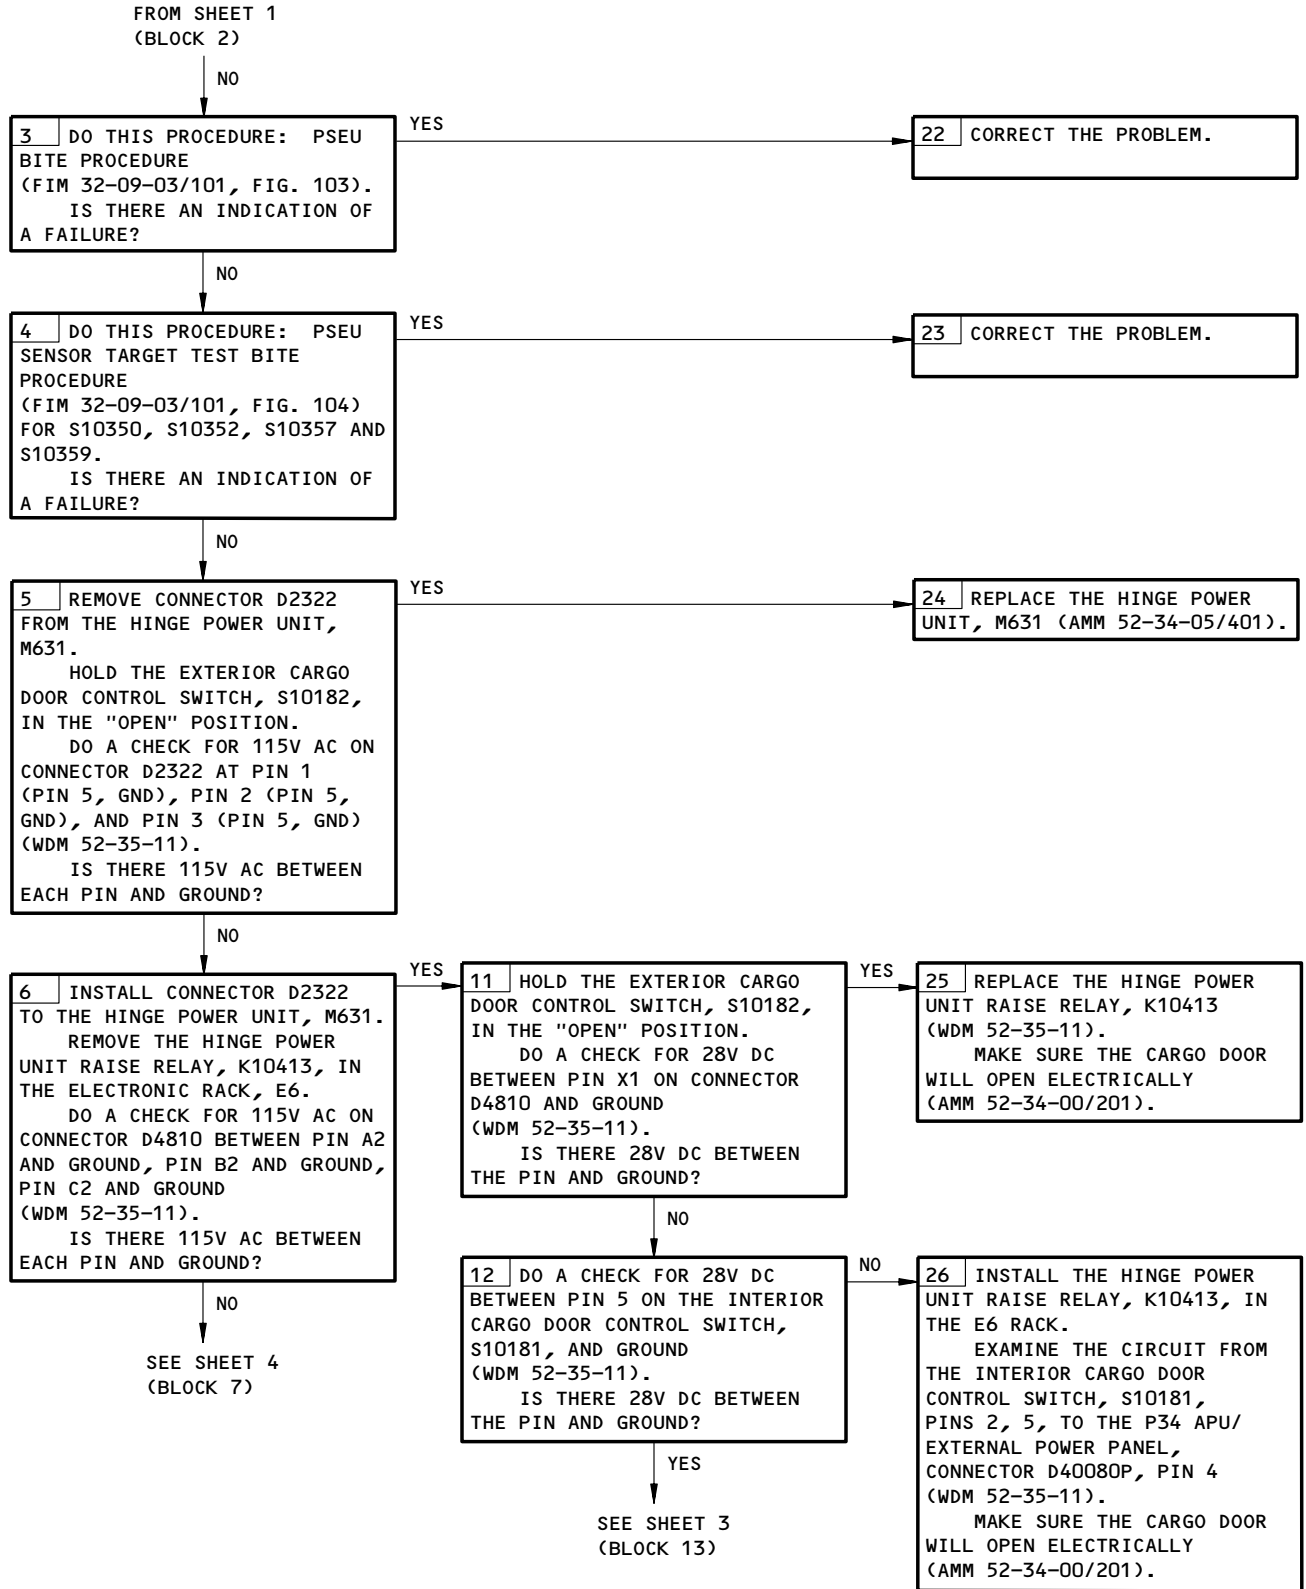 FROM SHEET 1
(BLOCK 2)
NO
3 DO THIS PROCEDURE: PSEU
BITE PROCEDURE
(FIM 32-09-03/101, FIG. 103).
IS THERE AN INDICATION OF
A FAILURE?
YES
22 CORRECT THE PROBLEM.
NO
4 DO THIS PROCEDURE: PSEU
SENSOR TARGET TEST BITE
PROCEDURE
(FIM 32-09-03/101, FIG. 104)
FOR S10350, S10352, S10357 AND
S10359.
IS THERE AN INDICATION OF
A FAILURE?
YES
23 CORRECT THE PROBLEM.
NO
5 REMOVE CONNECTOR D2322
FROM THE HINGE POWER UNIT,
M631.
HOLD THE EXTERIOR CARGO
DOOR CONTROL SWITCH, S10182,
IN THE "OPEN" POSITION.
DO A CHECK FOR 115V AC ON
CONNECTOR D2322 AT PIN 1
(PIN 5, GND), PIN 2 (PIN 5,
GND), AND PIN 3 (PIN 5, GND)
(WDM 52-35-11).
IS THERE 115V AC BETWEEN
EACH PIN AND GROUND?
YES
24 REPLACE THE HINGE POWER
UNIT, M631 (AMM 52-34-05/401).
NO
6 INSTALL CONNECTOR D2322
TO THE HINGE POWER UNIT, M631.
REMOVE THE HINGE POWER
UNIT RAISE RELAY, K10413, IN
THE ELECTRONIC RACK, E6.
DO A CHECK FOR 115V AC ON
CONNECTOR D4810 BETWEEN PIN A2
AND GROUND, PIN B2 AND GROUND,
PIN C2 AND GROUND
(WDM 52-35-11).
IS THERE 115V AC BETWEEN
EACH PIN AND GROUND?
NO
SEE SHEET 4
(BLOCK 7)
YES
11 HOLD THE EXTERIOR CARGO
DOOR CONTROL SWITCH, S10182,
IN THE "OPEN" POSITION.
DO A CHECK FOR 28V DC
BETWEEN PIN X1 ON CONNECTOR
D4810 AND GROUND
(WDM 52-35-11).
IS THERE 28V DC BETWEEN
THE PIN AND GROUND?
YES
25 REPLACE THE HINGE POWER
UNIT RAISE RELAY, K10413
(WDM 52-35-11).
MAKE SURE THE CARGO DOOR
WILL OPEN ELECTRICALLY
(AMM 52-34-00/201).
NO
12 DO A CHECK FOR 28V DC
BETWEEN PIN 5 ON THE INTERIOR
CARGO DOOR CONTROL SWITCH,
S10181, AND GROUND
(WDM 52-35-11).
IS THERE 28V DC BETWEEN
THE PIN AND GROUND?
YES
SEE SHEET 3
(BLOCK 13)
NO
26 INSTALL THE HINGE POWER
UNIT RAISE RELAY, K10413, IN
THE E6 RACK.
EXAMINE THE CIRCUIT FROM
THE INTERIOR CARGO DOOR
CONTROL SWITCH, S10181,
PINS 2, 5, TO THE P34 APU/
EXTERNAL POWER PANEL,
CONNECTOR D40080P, PIN 4
(WDM 52-35-11).
MAKE SURE THE CARGO DOOR
WILL OPEN ELECTRICALLY
(AMM 52-34-00/201).